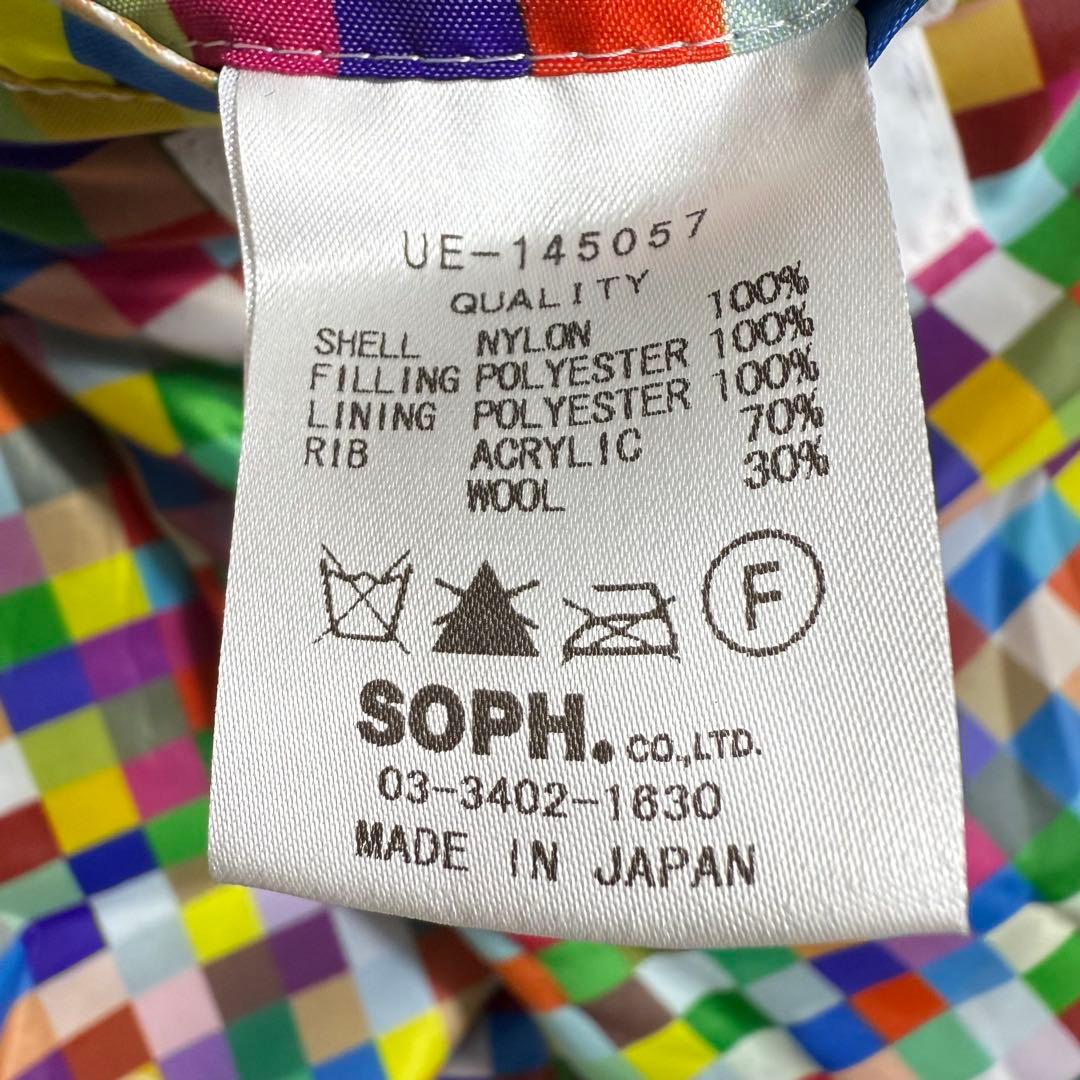 UE-145057
QUALITY
SHELL NYLON 100%
FILLING POLYESTER 100%
LINING POLYESTER 100%
RIB ACRYLIC 70%
WOOL 30%
F
SOPH. CO.,LTD.
03-3402-1630
MADE IN JAPAN